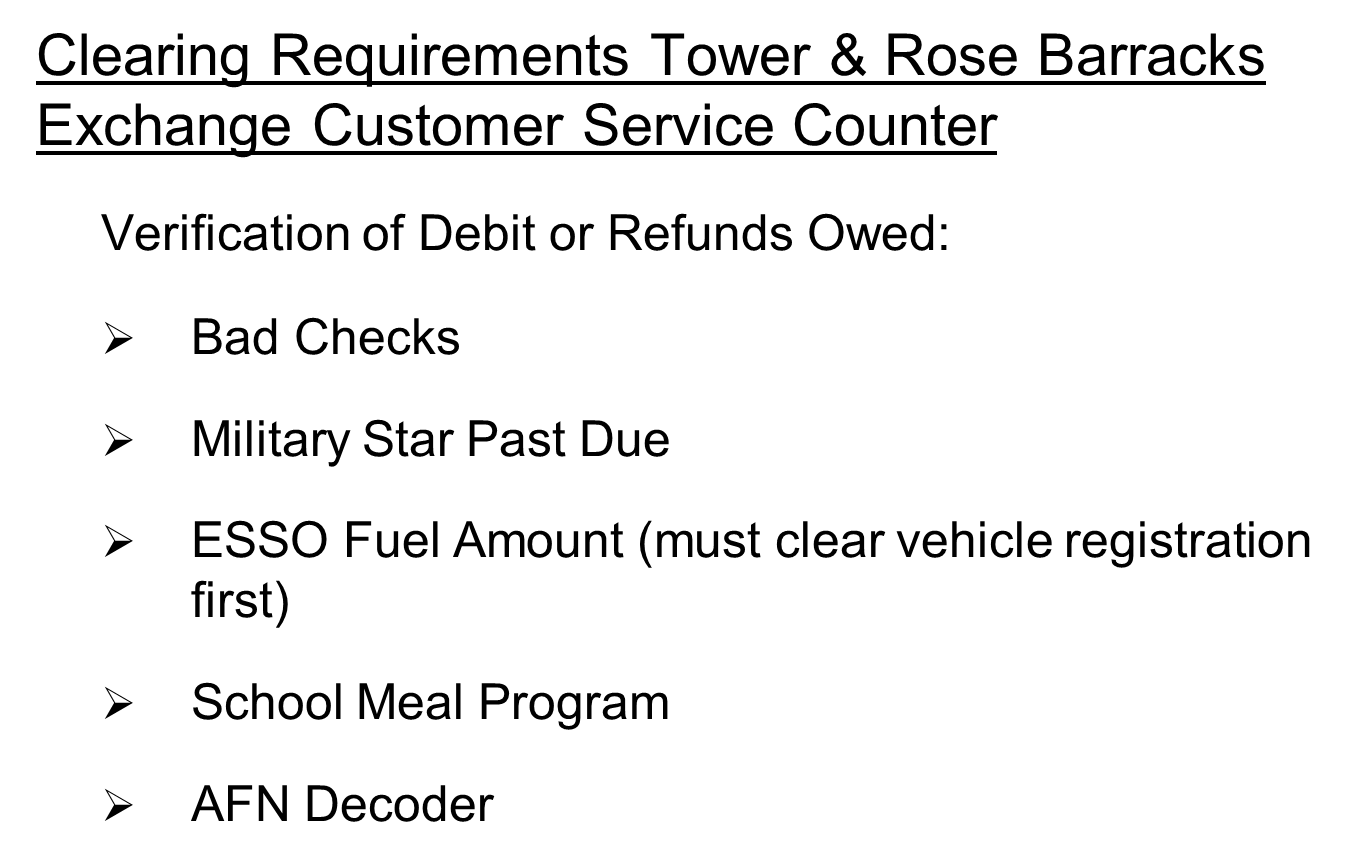 Clearing Requirements Tower & Rose Barracks
Exchange Customer Service Counter
Verification of Debit or Refunds Owed:
➢ Bad Checks
➢ Military Star Past Due
➢ ESSO Fuel Amount (must clear vehicle registration
first)
➢ School Meal Program
➢ AFN Decoder